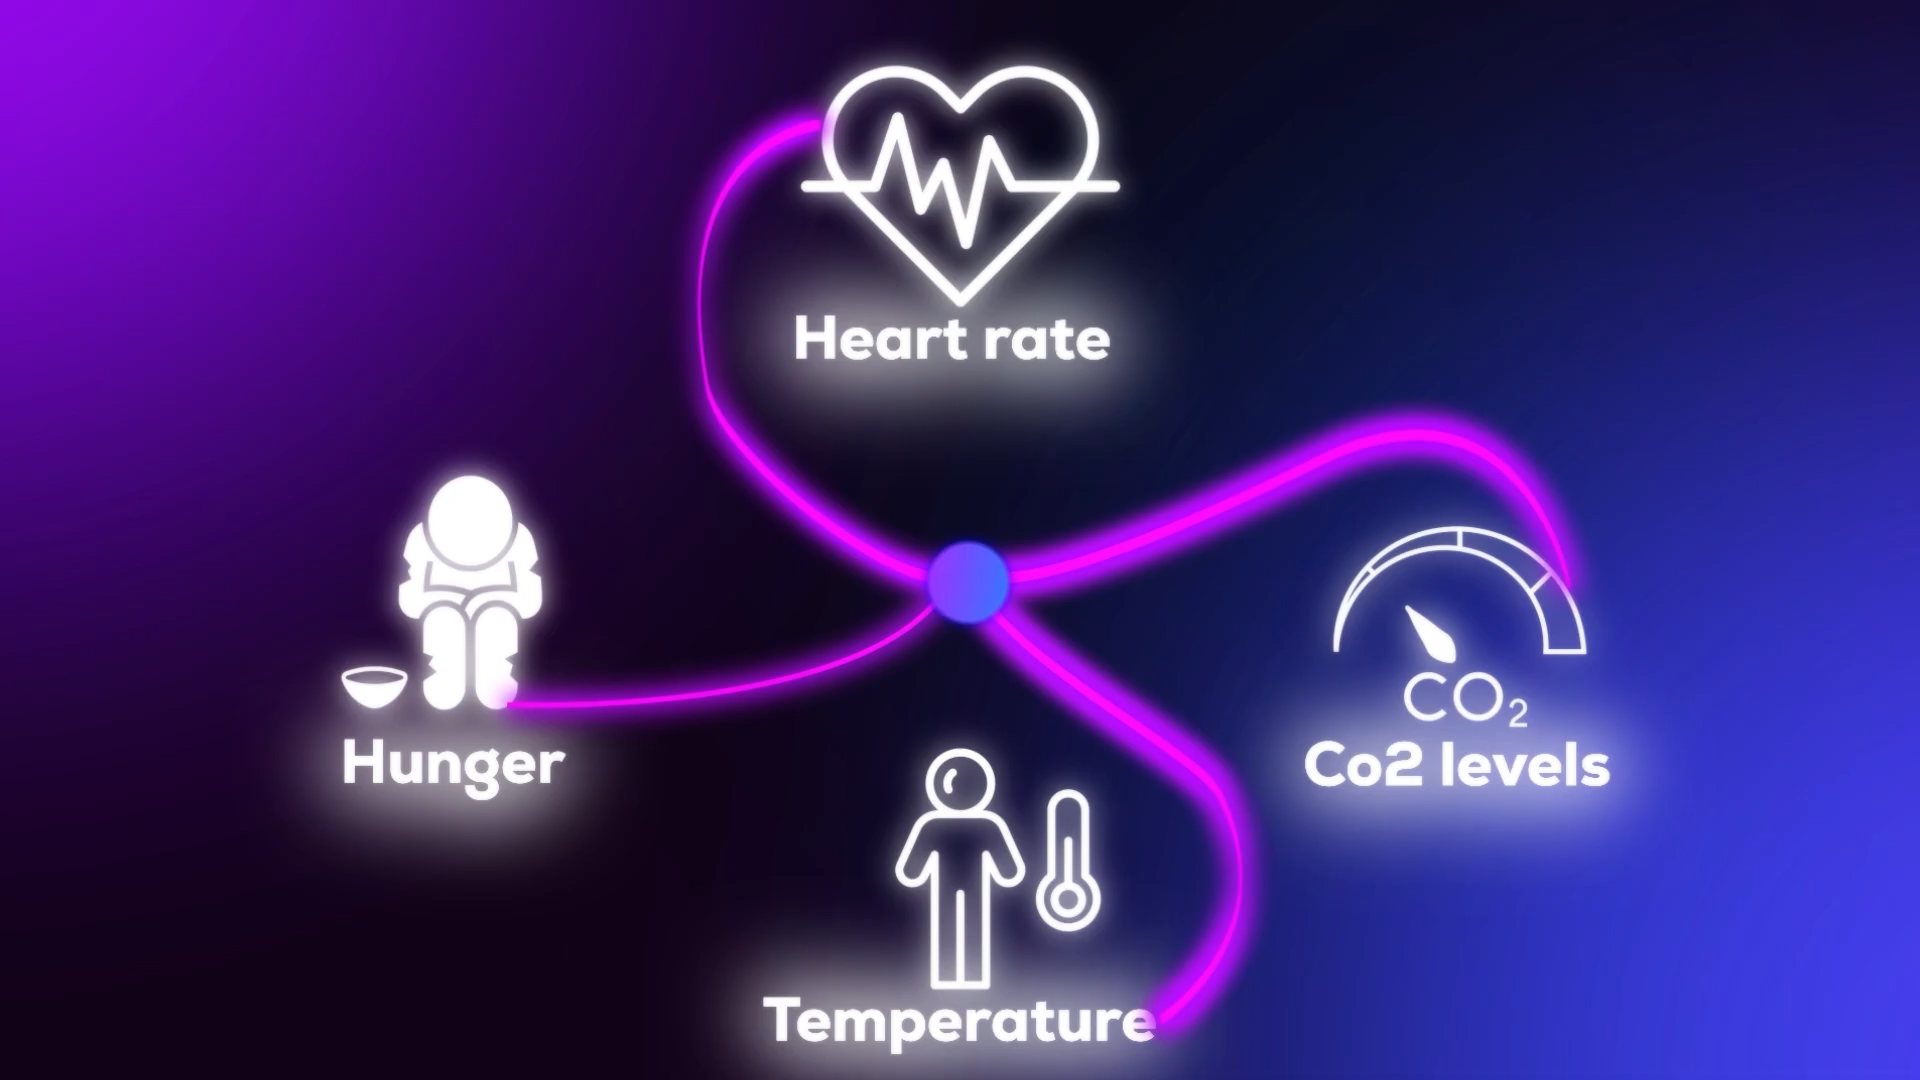 Heart rate
Hunger
CO₂
Co2 levels
Temperature